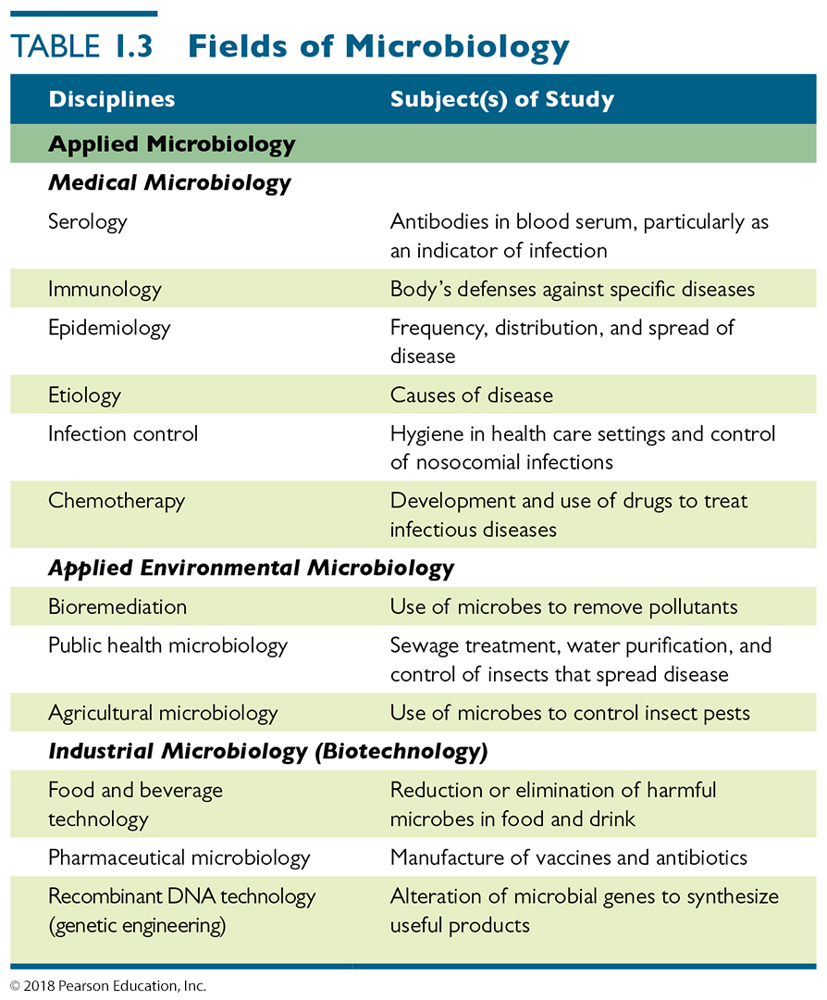 TABLE 1.3 Fields of Microbiology
Disciplines Subject(s) of Study
Applied Microbiology
Medical Microbiology
Serology Antibodies in blood serum, particularly as
an indicator of infection
Immunology Body's defenses against specific diseases
Epidemiology Frequency, distribution, and spread of
disease
Etiology Causes of disease
Infection control Hygiene in health care settings and control
of nosocomial infections
Chemotherapy Development and use of drugs to treat
infectious diseases
Applied Environmental Microbiology
Bioremediation Use of microbes to remove pollutants
Public health microbiology Sewage treatment, water purification, and
control of insects that spread disease
Agricultural microbiology Use of microbes to control insect pests
Industrial Microbiology (Biotechnology)
Food and beverage Reduction or elimination of harmful
technology microbes in food and drink
Pharmaceutical microbiology Manufacture of vaccines and antibiotics
Recombinant DNA technology Alteration of microbial genes to synthesize
(genetic engineering) useful products
© 2018 Pearson Education, Inc.